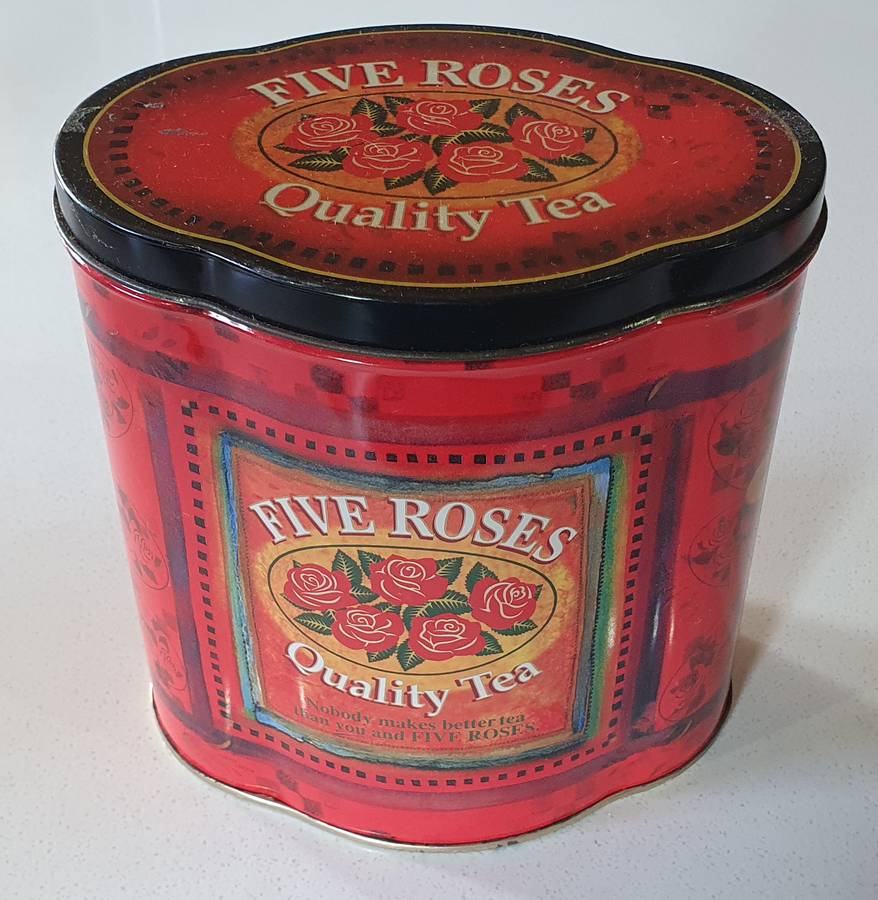 FIVE ROSES
Quality Tea
FIVE ROSES
Quality Tea
Nobody makes better tea
than you and FIVE ROSES.